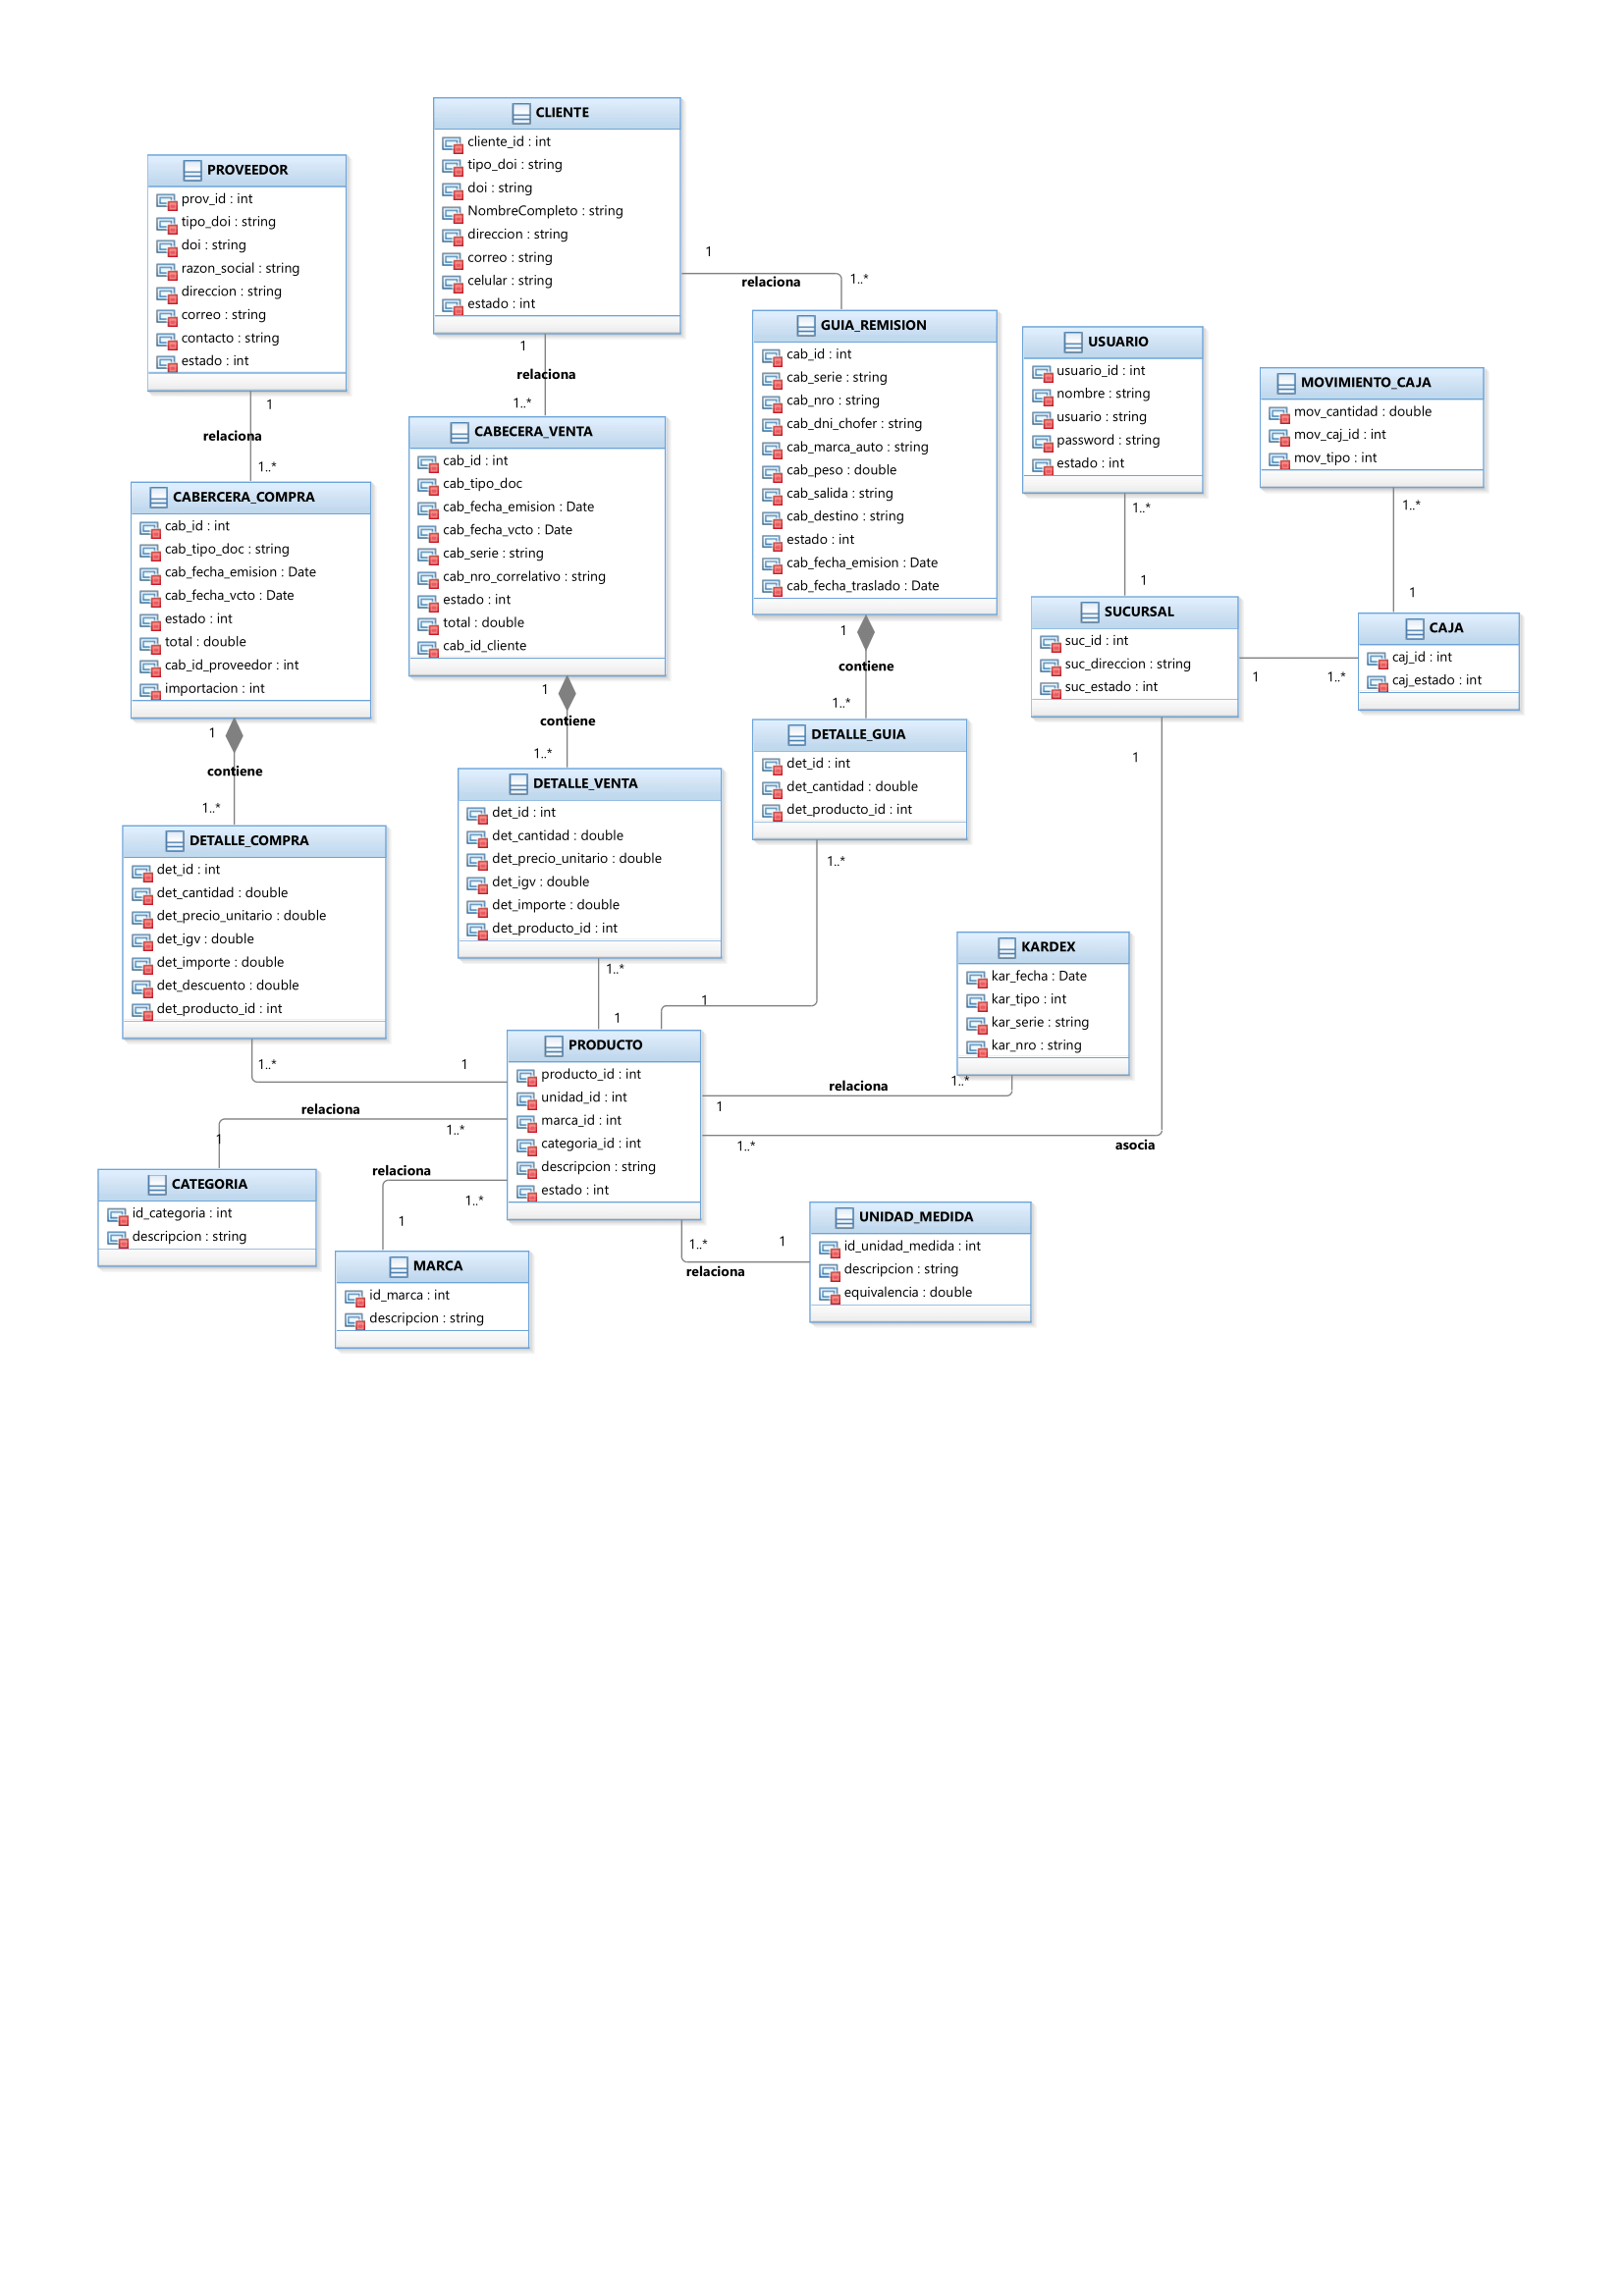 CLIENTE
cliente_id : int
tipo_doi : string
doi : string
NombreCompleto : string
direccion : string
correo : string
celular : string
estado : int
PROVEEDOR
prov_id : int
tipo_doi : string
doi : string
razon_social : string
direccion : string
correo : string
contacto : string
estado : int
1
relaciona
1..*
1
relaciona
1..*
1
relaciona
1..*
GUIA_REMISION
cab_id : int
cab_serie : string
cab_nro : string
cab_dni_chofer : string
cab_marca_auto : string
cab_peso : double
cab_salida : string
cab_destino : string
estado : int
cab_fecha_emision : Date
cab_fecha_traslado : Date
USUARIO
usuario_id : int
nombre : string
usuario : string
password : string
estado : int
MOVIMIENTO_CAJA
mov_cantidad : double
mov_caj_id : int
mov_tipo : int
CABECERA_VENTA
cab_id : int
cab_tipo_doc
cab_fecha_emision : Date
cab_fecha_vcto : Date
cab_serie : string
cab_nro_correlativo : string
estado : int
total : double
cab_id_cliente
CABERCERA_COMPRA
cab_id : int
cab_tipo_doc : string
cab_fecha_emision : Date
cab_fecha_vcto : Date
estado : int
total : double
cab_id_proveedor : int
importacion : int
1..*
1
1..*
1
SUCURSAL
suc_id : int
suc_direccion : string
suc_estado : int
CAJA
caj_id : int
caj_estado : int
1
1..*
1
contiene
1..*
1
contiene
1..*
1
contiene
1..*
1
DETALLE_GUIA
det_id : int
det_cantidad : double
det_producto_id : int
DETALLE_VENTA
det_id : int
det_cantidad : double
det_precio_unitario : double
det_igv : double
det_importe : double
det_producto_id : int
DETALLE_COMPRA
det_id : int
det_cantidad : double
det_precio_unitario : double
det_igv : double
det_importe : double
det_descuento : double
det_producto_id : int
1..*
1..*
1
1
KARDEX
kar_fecha : Date
kar_tipo : int
kar_serie : string
kar_nro : string
PRODUCTO
producto_id : int
unidad_id : int
marca_id : int
categoria_id : int
descripcion : string
estado : int
1..*
1
relaciona
1..*
1
relaciona
1..*
1
1..*
asocia
relaciona
1..*
1
CATEGORIA
id_categoria : int
descripcion : string
MARCA
id_marca : int
descripcion : string
1..*
1
relaciona
UNIDAD_MEDIDA
id_unidad_medida : int
descripcion : string
equivalencia : double